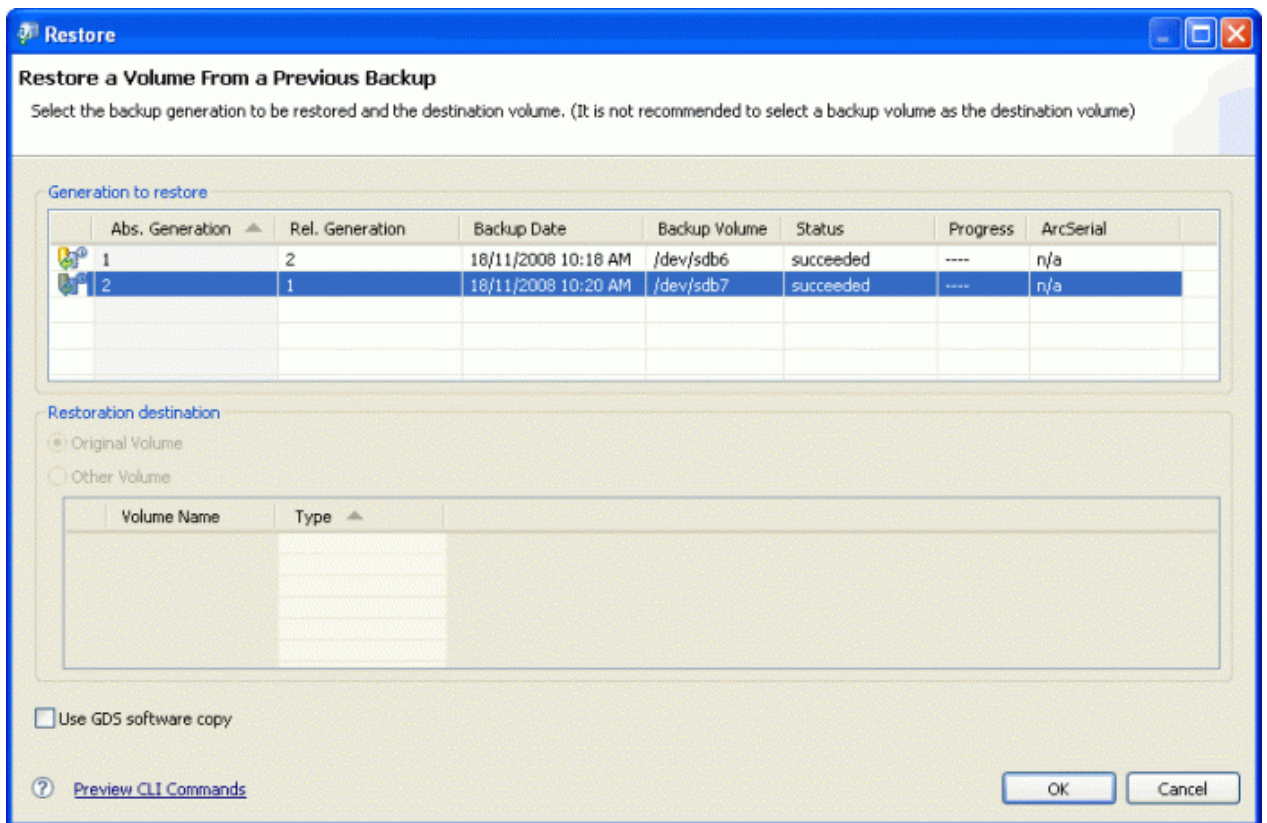 Restore
Restore a Volume From a Previous Backup
Select the backup generation to be restored and the destination volume. (It is not recommended to select a backup volume as the destination volume)
Generation to restore
Abs. Generation Rel. Generation Backup Date Backup Volume Status Progress ArcSerial
1 2 18/11/2008 10:18 AM /dev/sdb6 succeeded ---- n/a
2 1 18/11/2008 10:20 AM /dev/sdb7 succeeded ---- n/a
Restoration destination
Original Volume
Other Volume
Volume Name Type
Use GDS software copy
? Preview CLI Commands OK Cancel